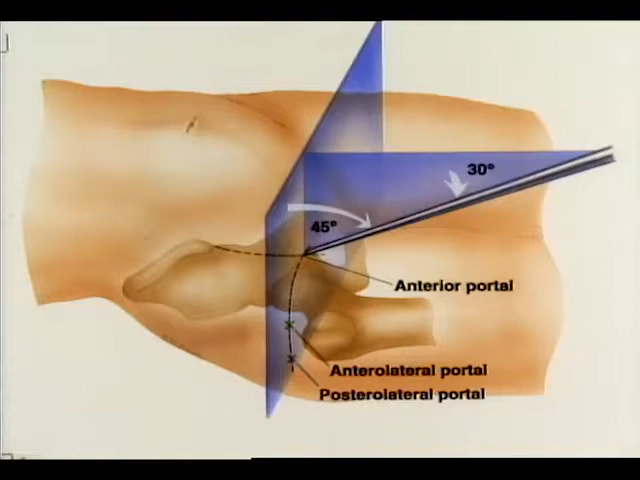 30°
45°
Anterior portal
Anterolateral portal
Posterolateral portal